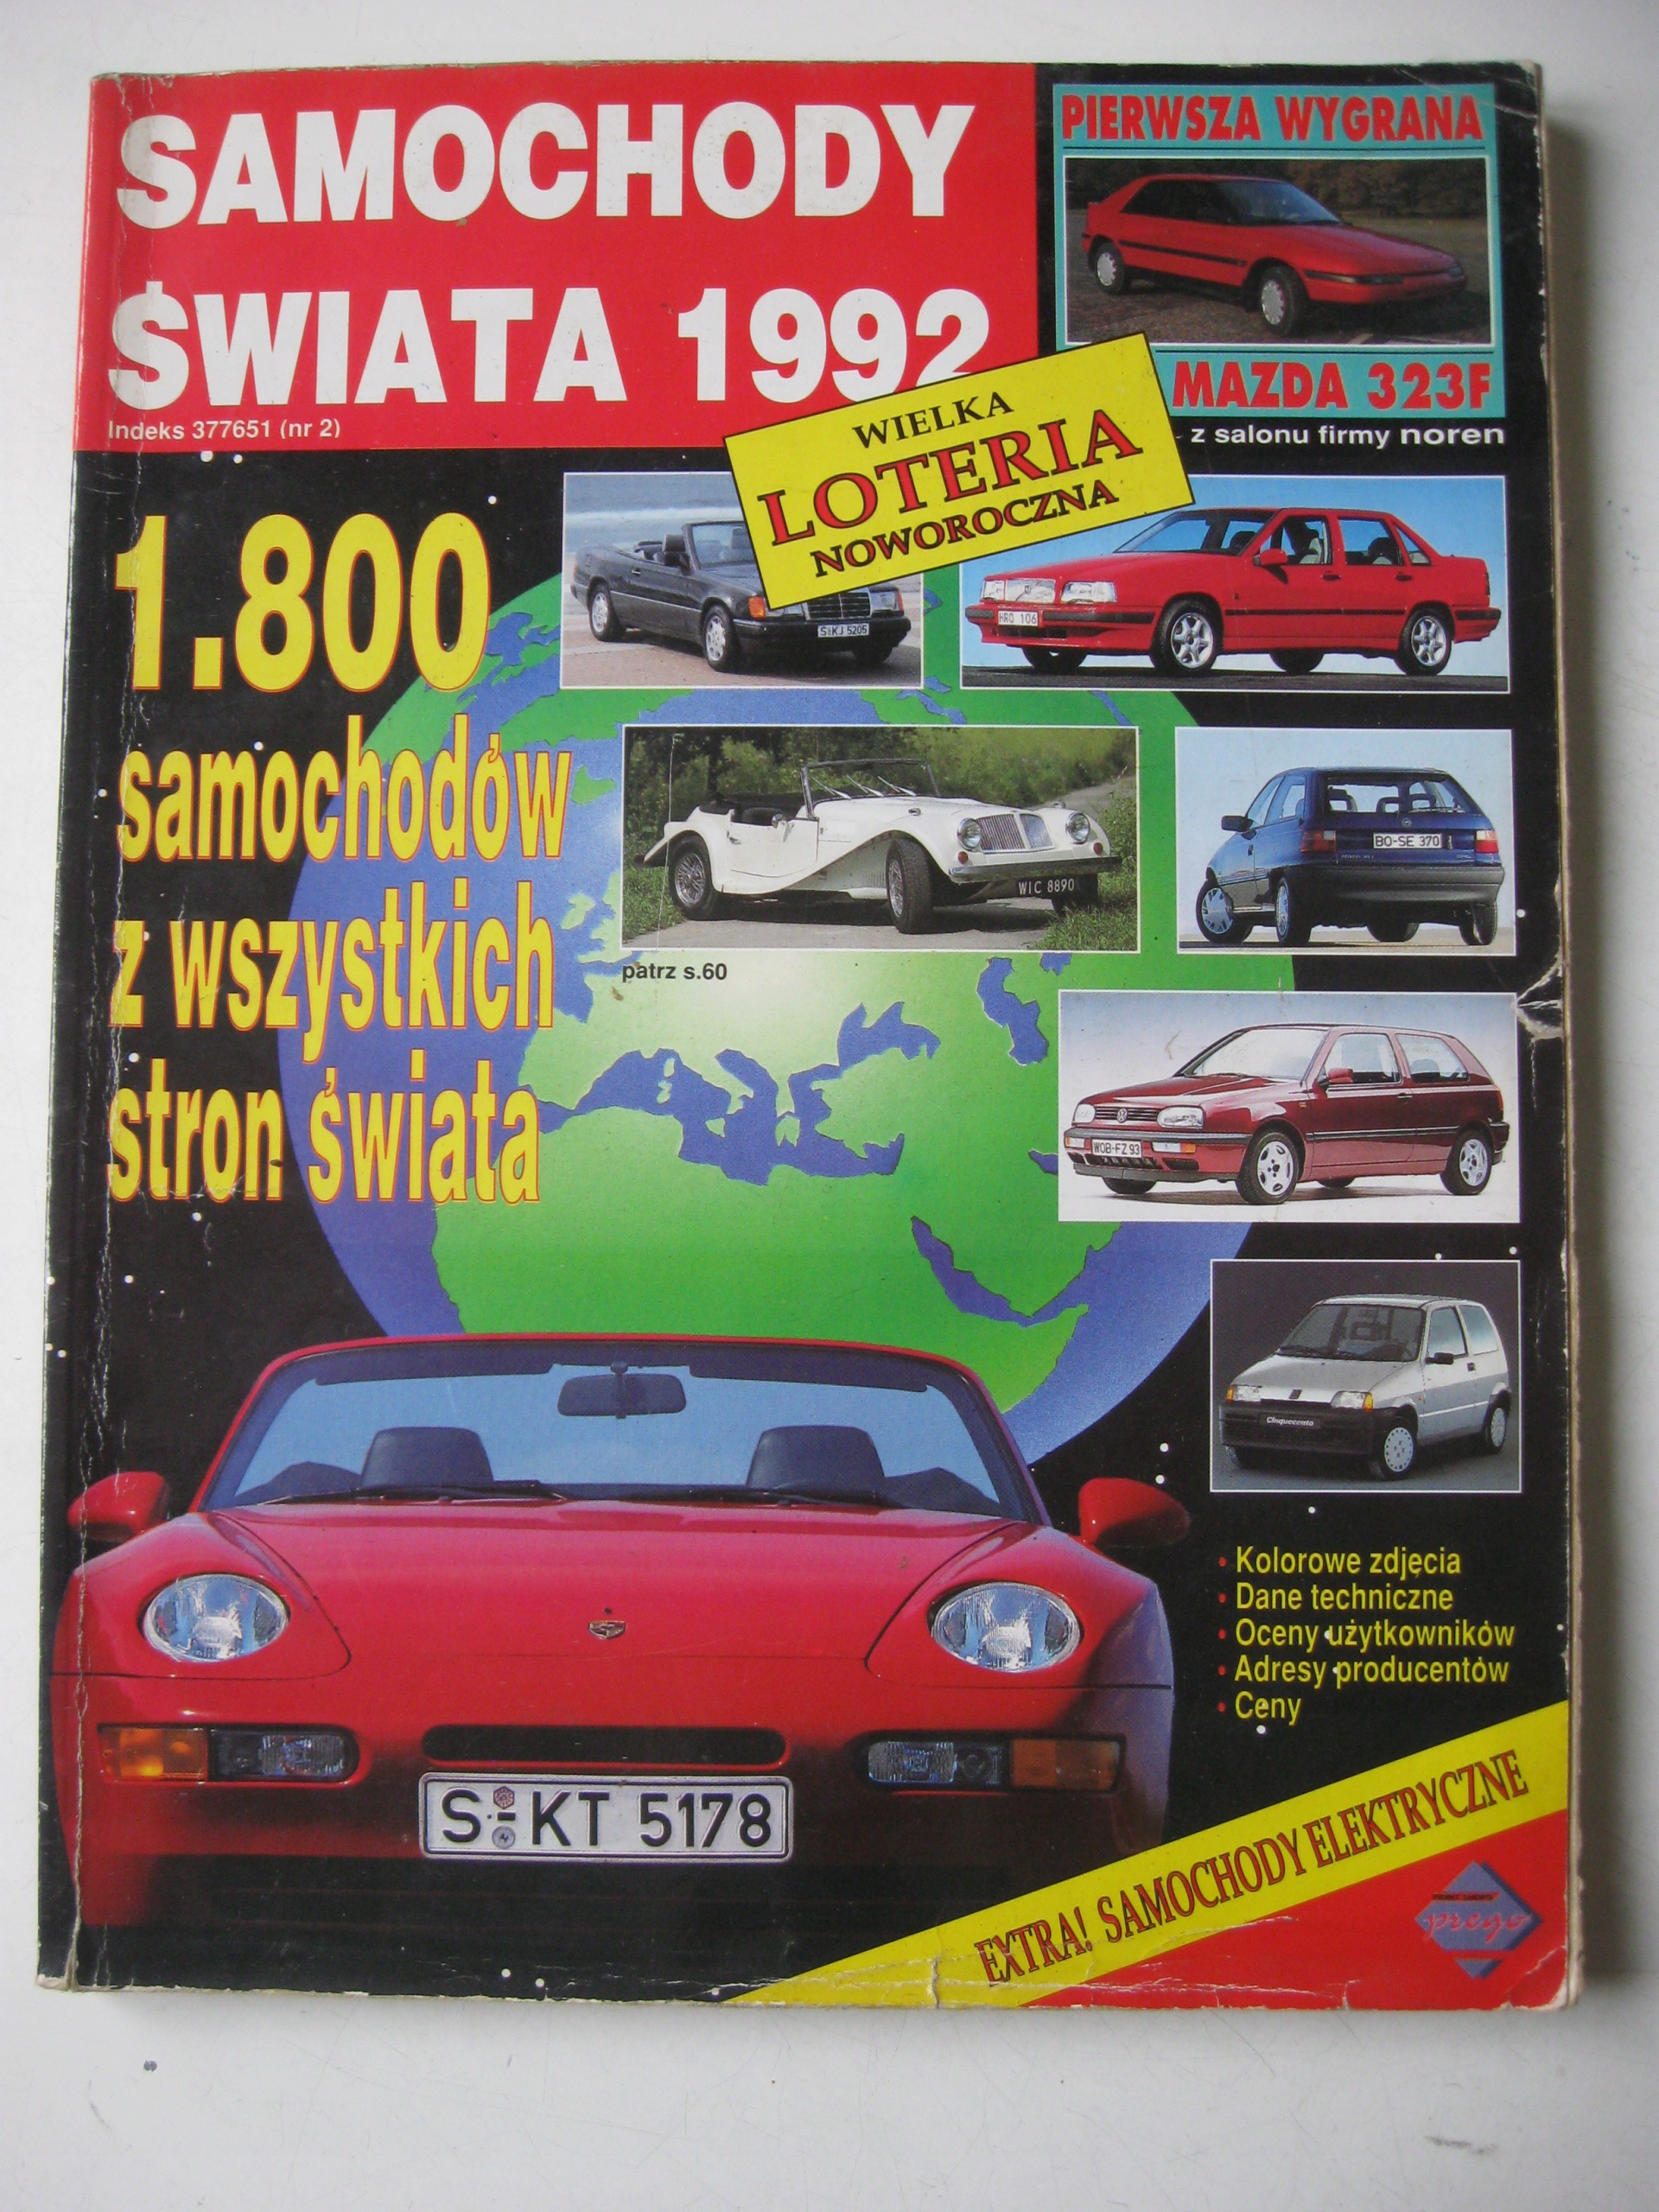 SAMOCHODY
ŚWIATA 1992
Indeks 377651 (nr 2)
PIERWSZA WYGRANA
MAZDA 323F
z salonu firmy noren
WIELKA
LOTERIA
NOWOROCZNA
1.800
samochodów
z wszystkich
stron świata
S-KJ 5205
HRO 106
WIC 8890
patrz s.60
BO-SE 370
WOB-FZ 93
Cinquecento
• Kolorowe zdjęcia
• Dane techniczne
• Oceny użytkowników
• Adresy producentów
• Ceny
S-KT 5178
EXTRA! SAMOCHODY ELEKTRYCZNE
prego